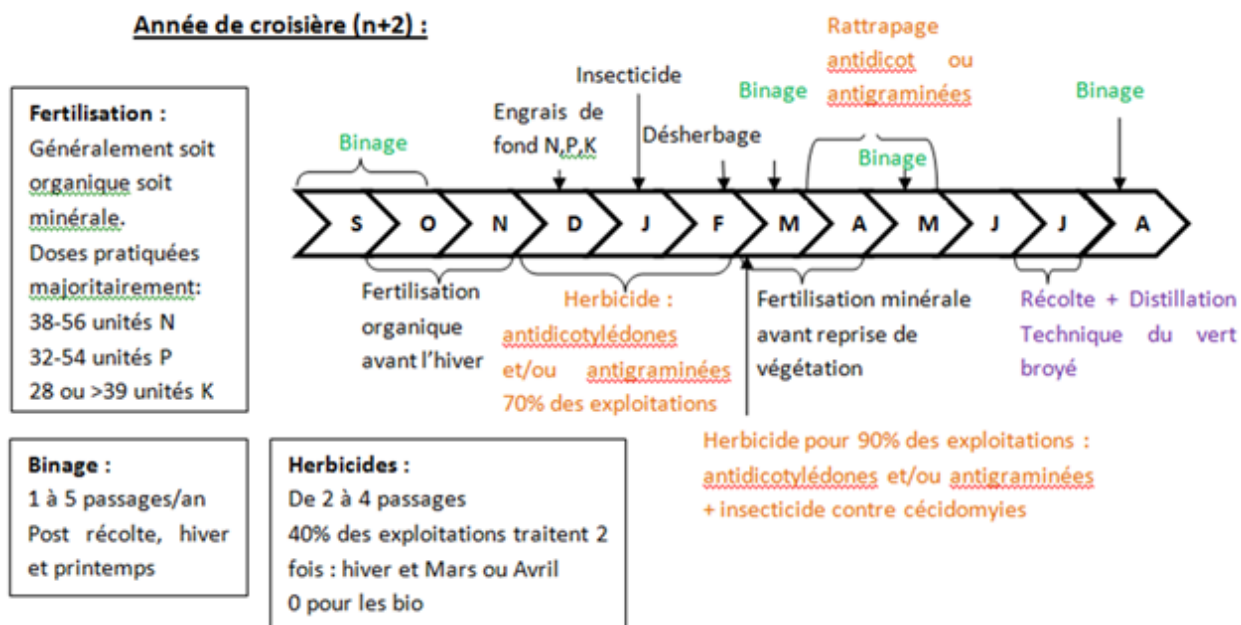 Année de croisière (n+2) :
Fertilisation :
Généralement soit
organique soit
minérale.
Doses pratiquées
majoritairement:
38-56 unités N
32-54 unités P
28 ou >39 unités K
Binage
Engrais de
fond N,P,K
Insecticide
Désherbage
Binage
Rattrapage
antidicot ou
antigraminées
Binage
Binage
S O N D J F M A M J J A
Fertilisation
organique
avant l'hiver
Herbicide :
antidicotylédones
et/ou antigraminées
70% des exploitations
Fertilisation minérale
avant reprise de
végétation
Récolte + Distillation
Technique du vert
broyé
Herbicide pour 90% des exploitations :
antidicotylédones et/ou antigraminées
+ insecticide contre cécidomyies
Binage :
1 à 5 passages/an
Post récolte, hiver
et printemps
Herbicides :
De 2 à 4 passages
40% des exploitations traitent 2
fois : hiver et Mars ou Avril
0 pour les bio